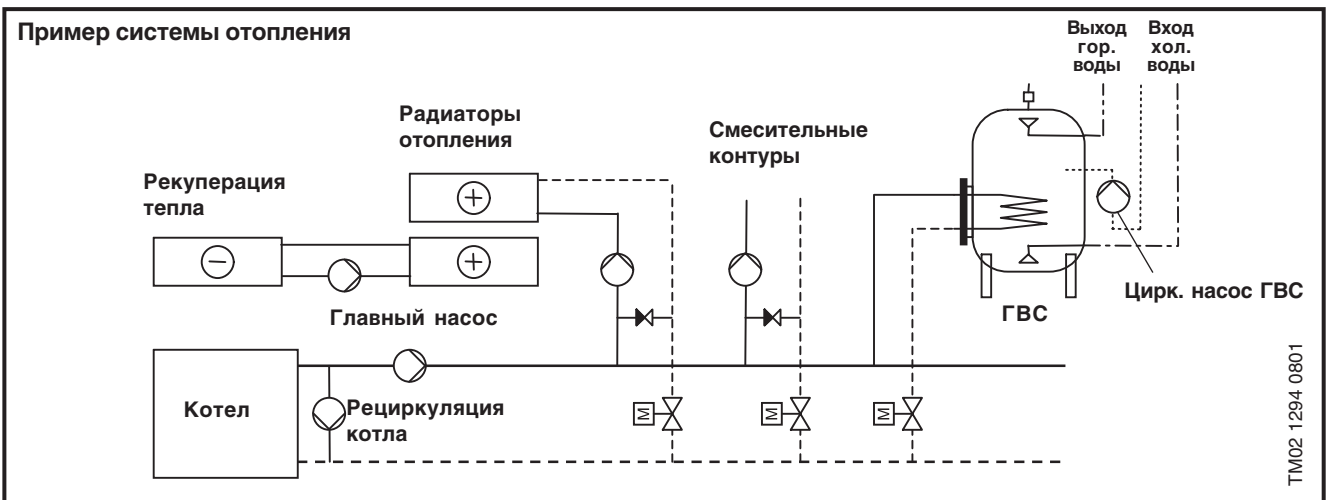 Пример системы отопления
Выход
гор.
воды
Вход
хол.
воды
Радиаторы
отопления
Смесительные
контуры
Рекуперация
тепла
Цирк. насос ГВС
ГВС
Главный насос
Котел
Рециркуляция
котла
M
M
M
TM02 1294 0801